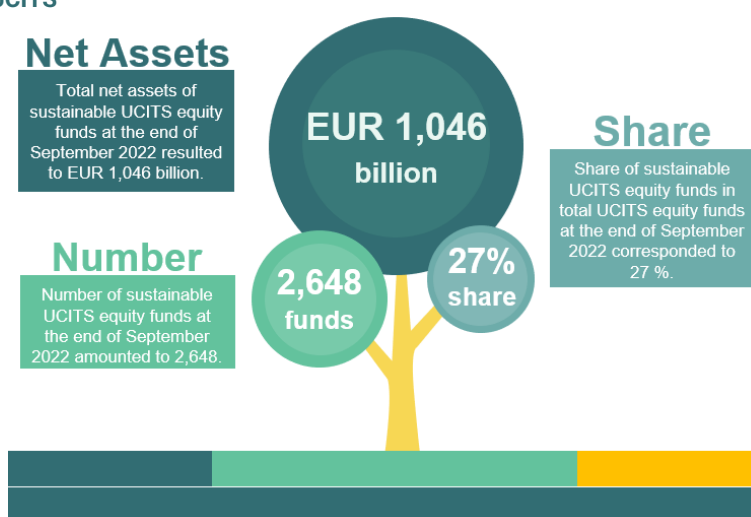 Net Assets
Total net assets of
sustainable UCITS equity
funds at the end of
September 2022 resulted
to EUR 1,046 billion.
EUR 1,046
billion
Share
Share of sustainable
UCITS equity funds in
total UCITS equity funds
at the end of September
2022 corresponded to
27 %.
Number
Number of sustainable
UCITS equity funds at
the end of September
2022 amounted to 2,648.
2,648
funds
27%
share